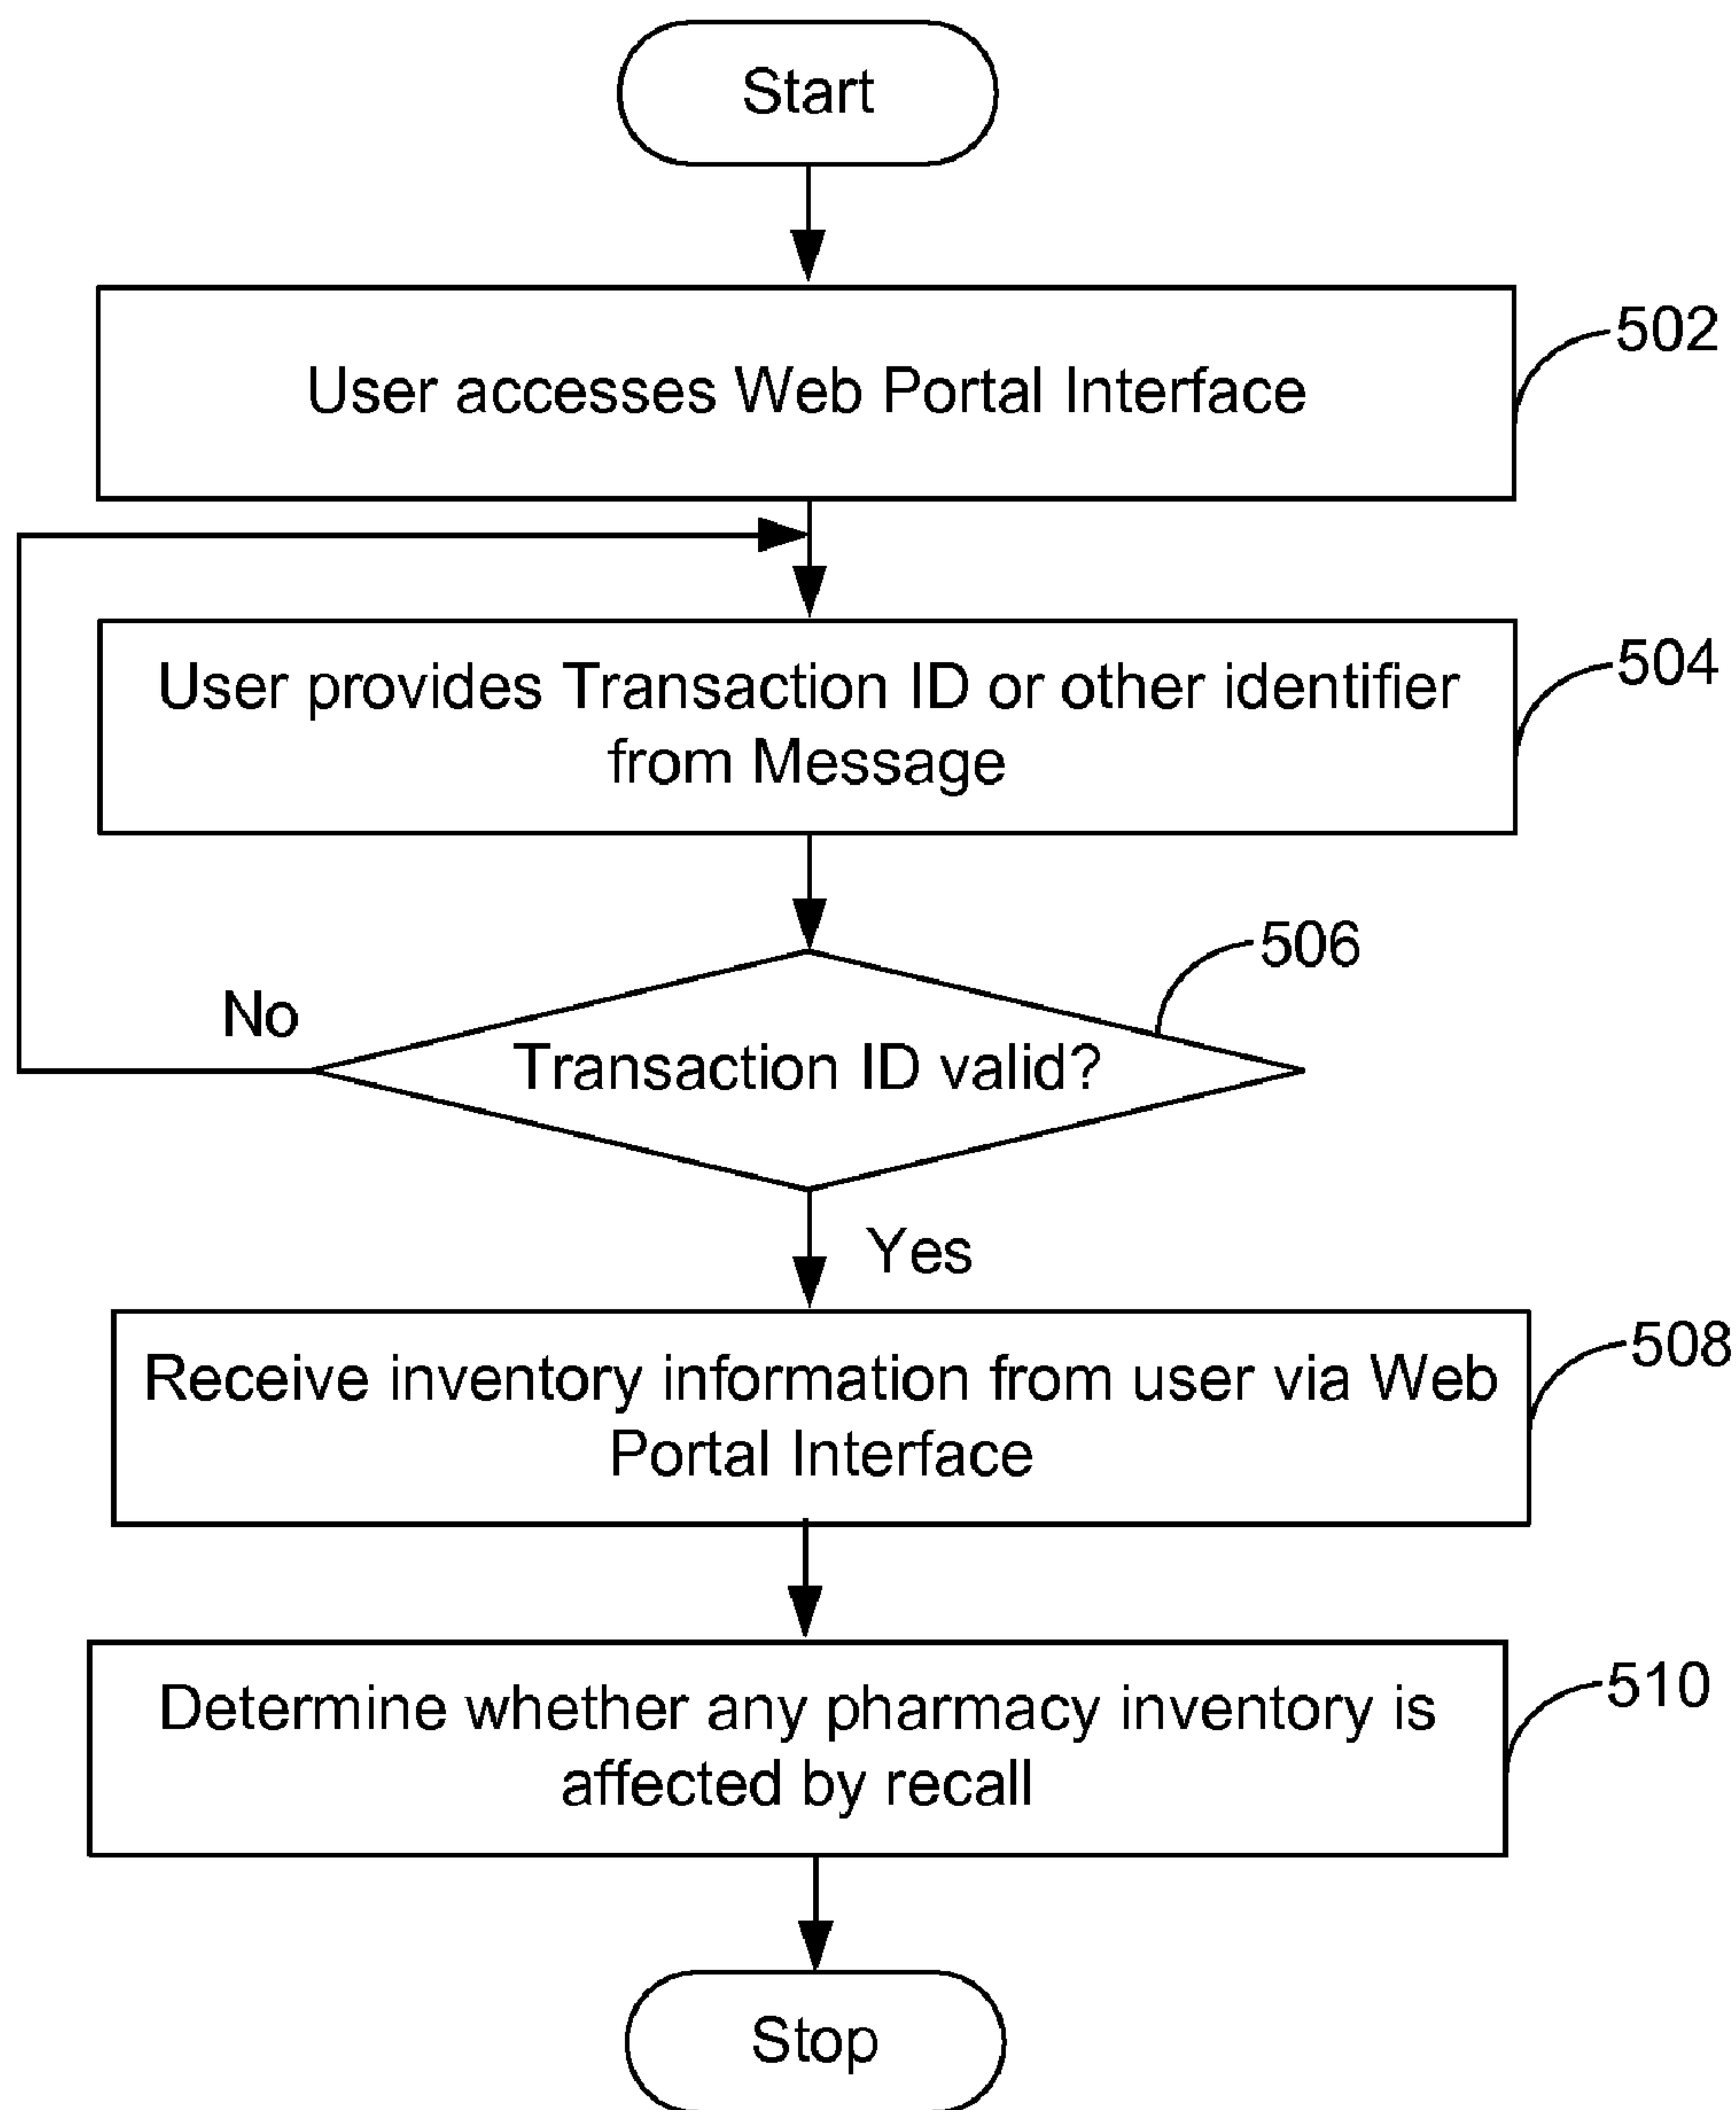 Start
502
User accesses Web Portal Interface
504
User provides Transaction ID or other identifier
from Message
506
No
Transaction ID valid?
Yes
508
Receive inventory information from user via Web
Portal Interface
510
Determine whether any pharmacy inventory is
affected by recall
Stop